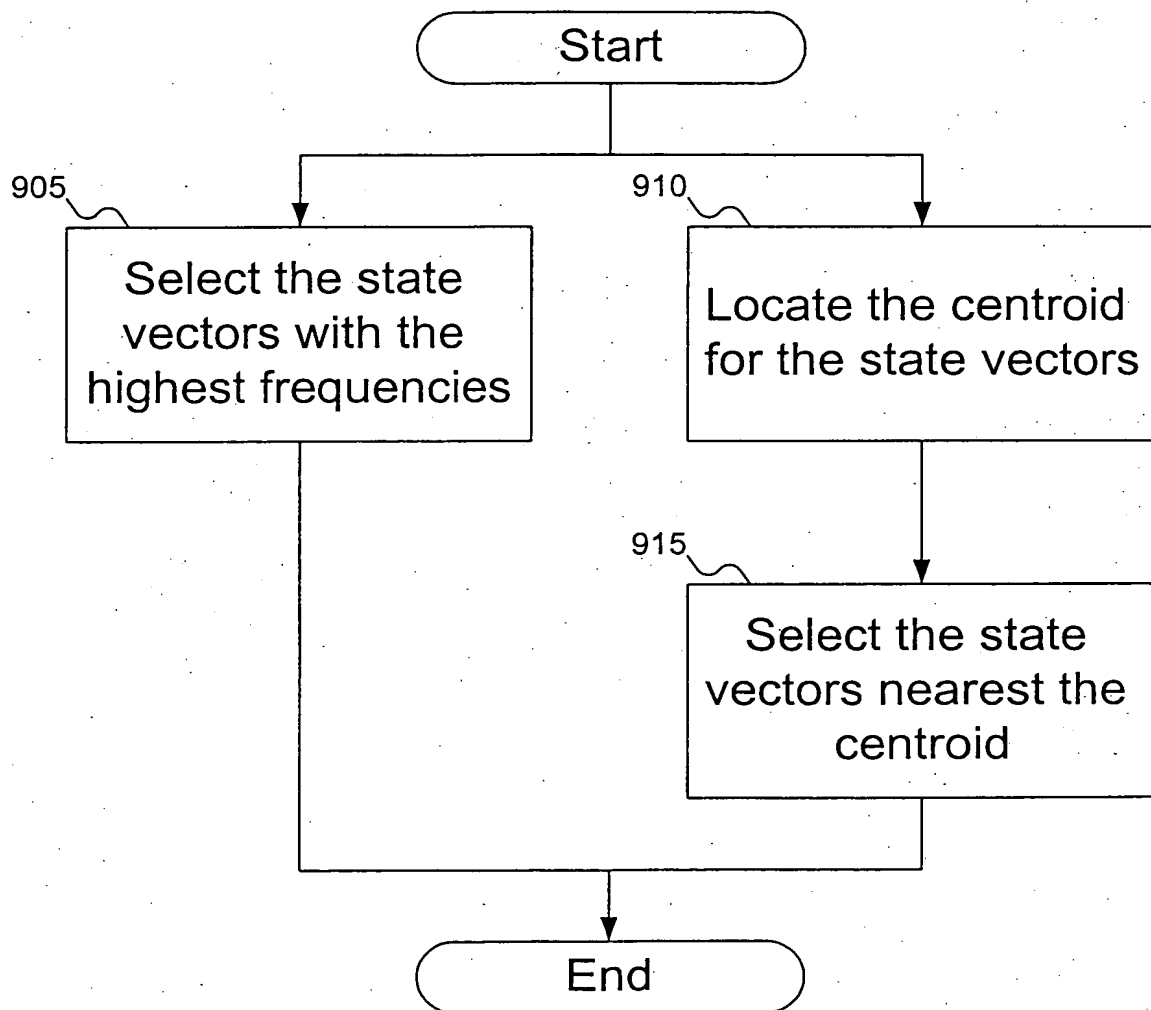 Start
905
Select the state
vectors with the
highest frequencies
910
Locate the centroid
for the state vectors
915
Select the state
vectors nearest the
centroid
End